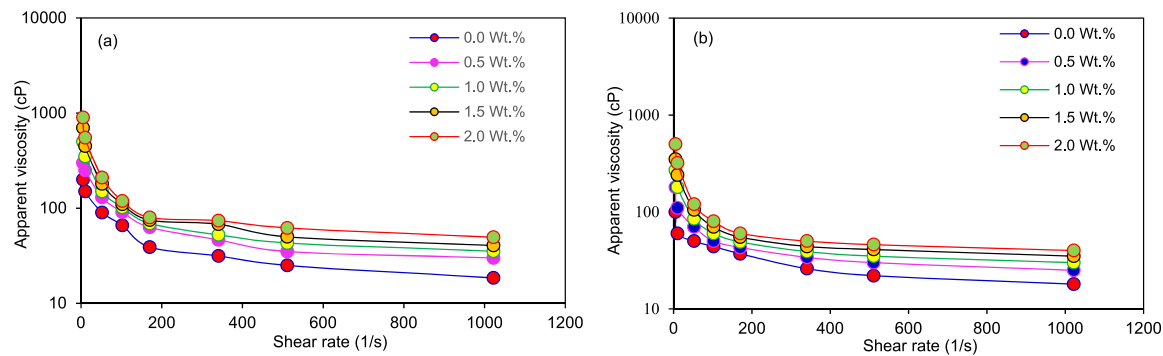 10000
1000
100
10
Apparent viscosity (cP)
(a)
0.0 Wt.%
0.5 Wt.%
1.0 Wt.%
1.5 Wt.%
2.0 Wt.%
0 200 400 600 800 1000 1200
Shear rate (1/s)
10000
1000
100
10
Apparent viscosity (cP)
(b)
0.0 Wt.%
0.5 Wt.%
1.0 Wt.%
1.5 Wt.%
2.0 Wt.%
0 200 400 600 800 1000 1200
Shear rate (1/s)